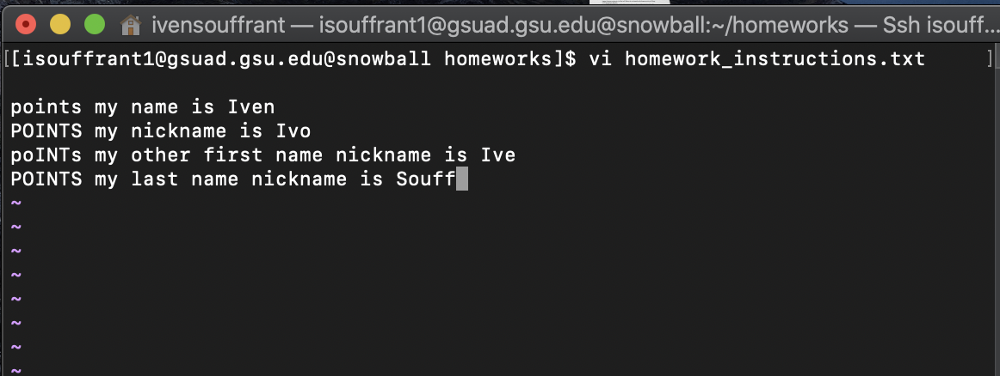 ivensouffrant — isouffrant1@gsuad.gsu.edu@snowball:~/homeworks — Ssh isouff...
[[isouffrant1@gsuad.gsu.edu@snowball homeworks]$ vi homework_instructions.txt ]
points my name is Iven
POINTS my nickname is Ivo
poINTs my other first name nickname is Ive
POINTS my last name nickname is Souff
~
~
~
~
~
~
~
~